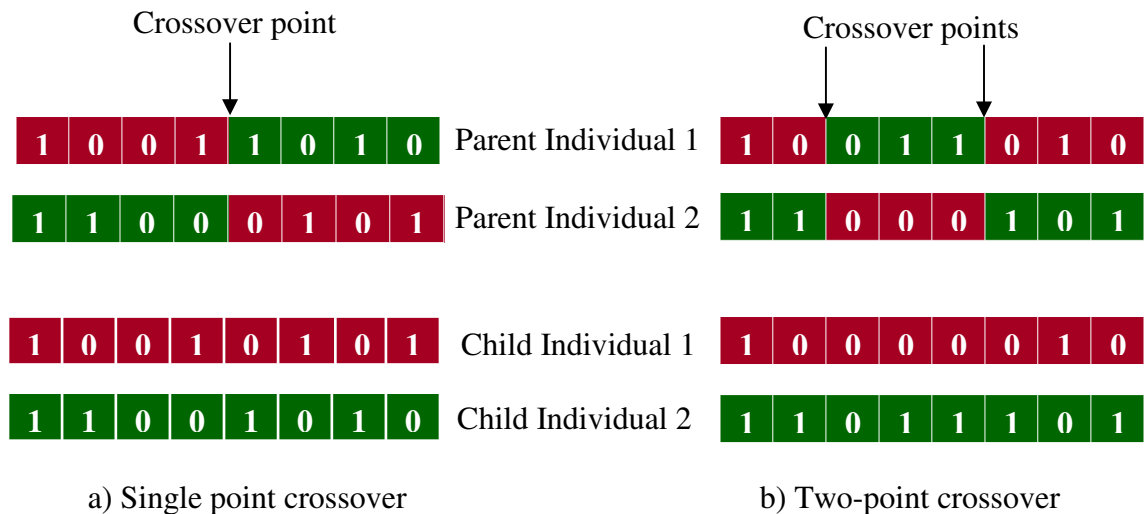 Crossover point
Crossover points
1 0 0 1 1 0 1 0 Parent Individual 1 1 0 0 1 1 0 1 0
1 1 0 0 0 1 0 1 Parent Individual 2 1 1 0 0 0 1 0 1
1 0 0 1 0 1 0 1 Child Individual 1 1 0 0 0 0 0 1 0
1 1 0 0 1 0 1 0 Child Individual 2 1 1 0 1 1 1 0 1
a) Single point crossover
b) Two-point crossover